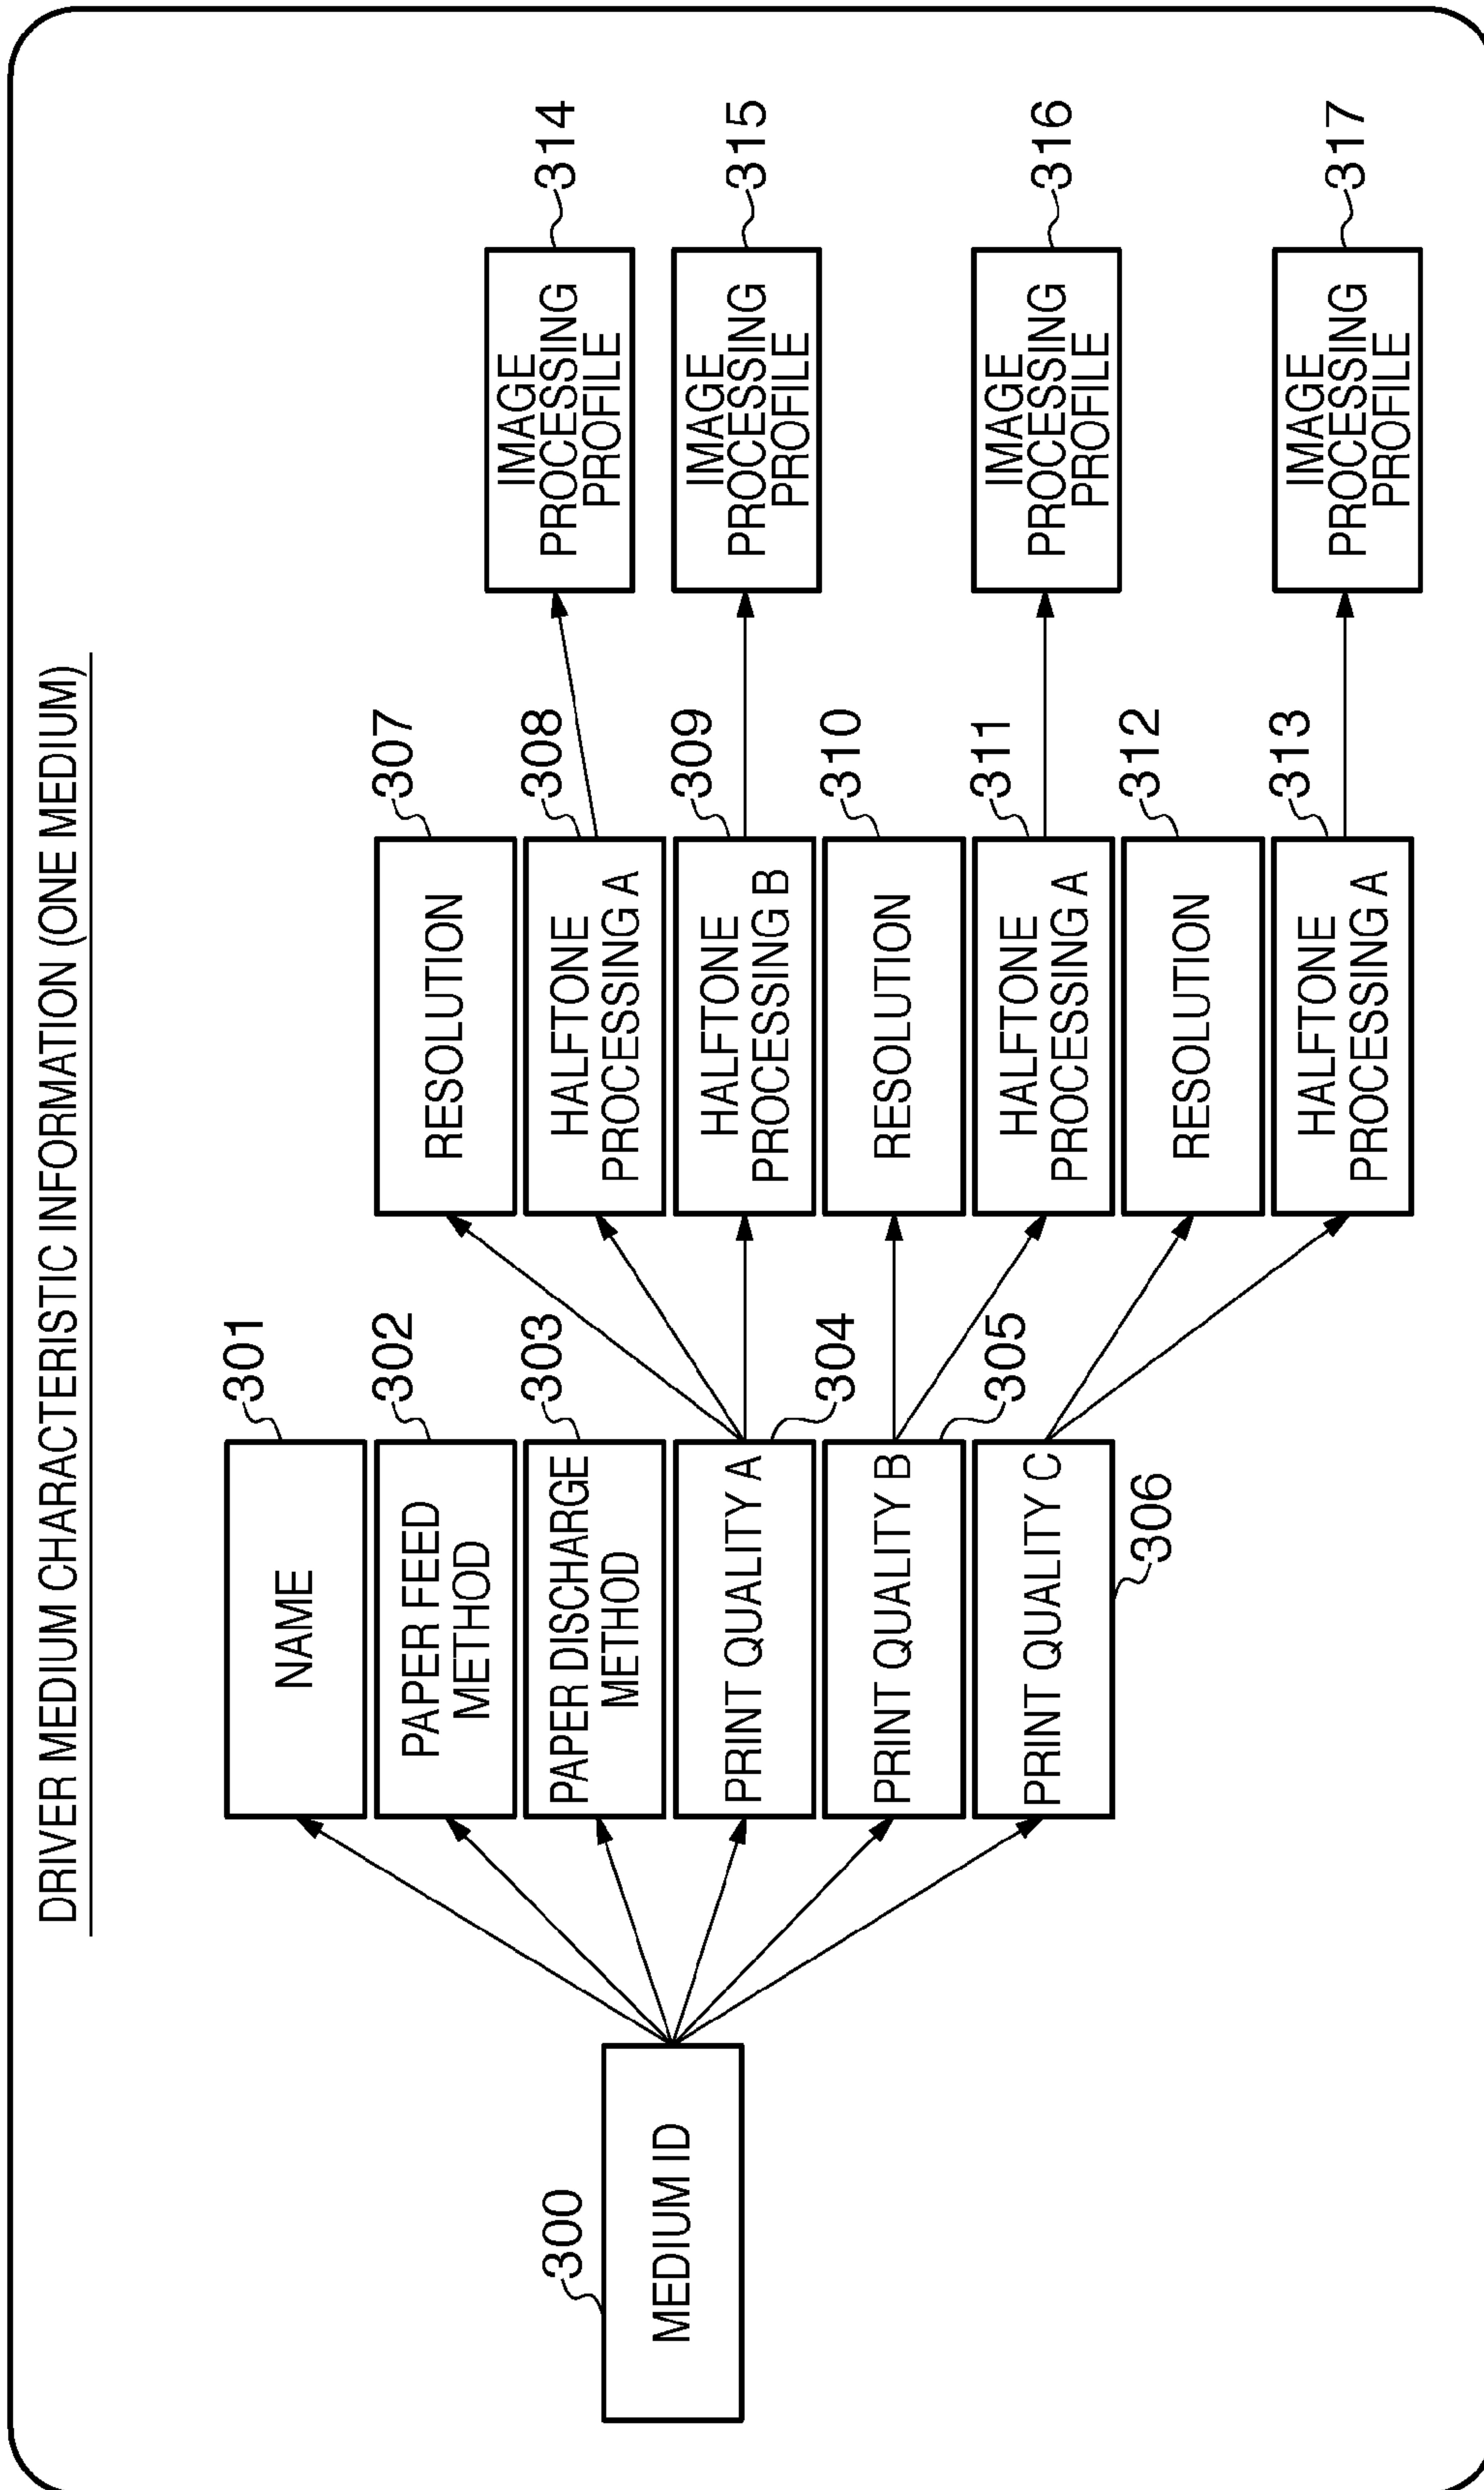 DRIVER MEDIUM CHARACTERISTIC INFORMATION (ONE MEDIUM)
300
MEDIUM ID
301
NAME
302
PAPER FEED
METHOD
303
PAPER DISCHARGE
METHOD
304
PRINT QUALITY A
305
PRINT QUALITY B
306
PRINT QUALITY C
307
RESOLUTION
308
HALFTONE
PROCESSING A
309
HALFTONE
PROCESSING B
310
RESOLUTION
311
HALFTONE
PROCESSING A
312
RESOLUTION
313
HALFTONE
PROCESSING A
314
IMAGE
PROCESSING
PROFILE
315
IMAGE
PROCESSING
PROFILE
316
IMAGE
PROCESSING
PROFILE
317
IMAGE
PROCESSING
PROFILE